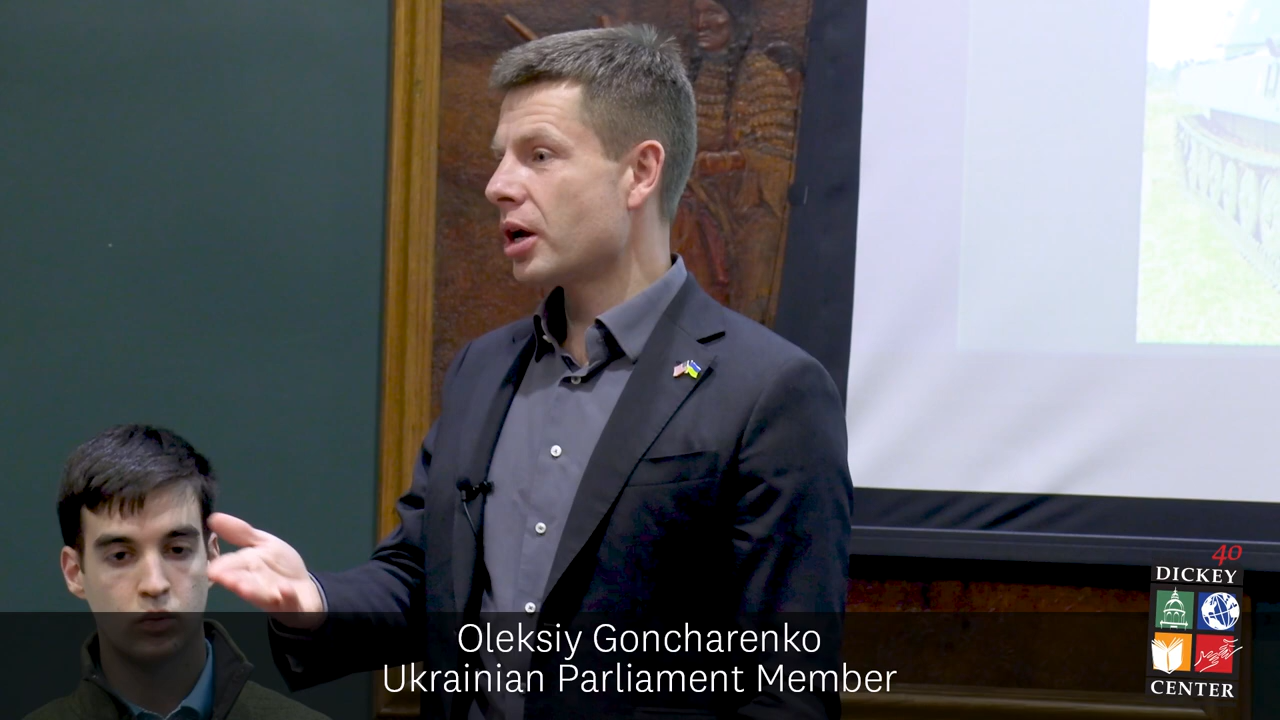 Oleksiy Goncharenko
Ukrainian Parliament Member
40
DICKEY
CENTER